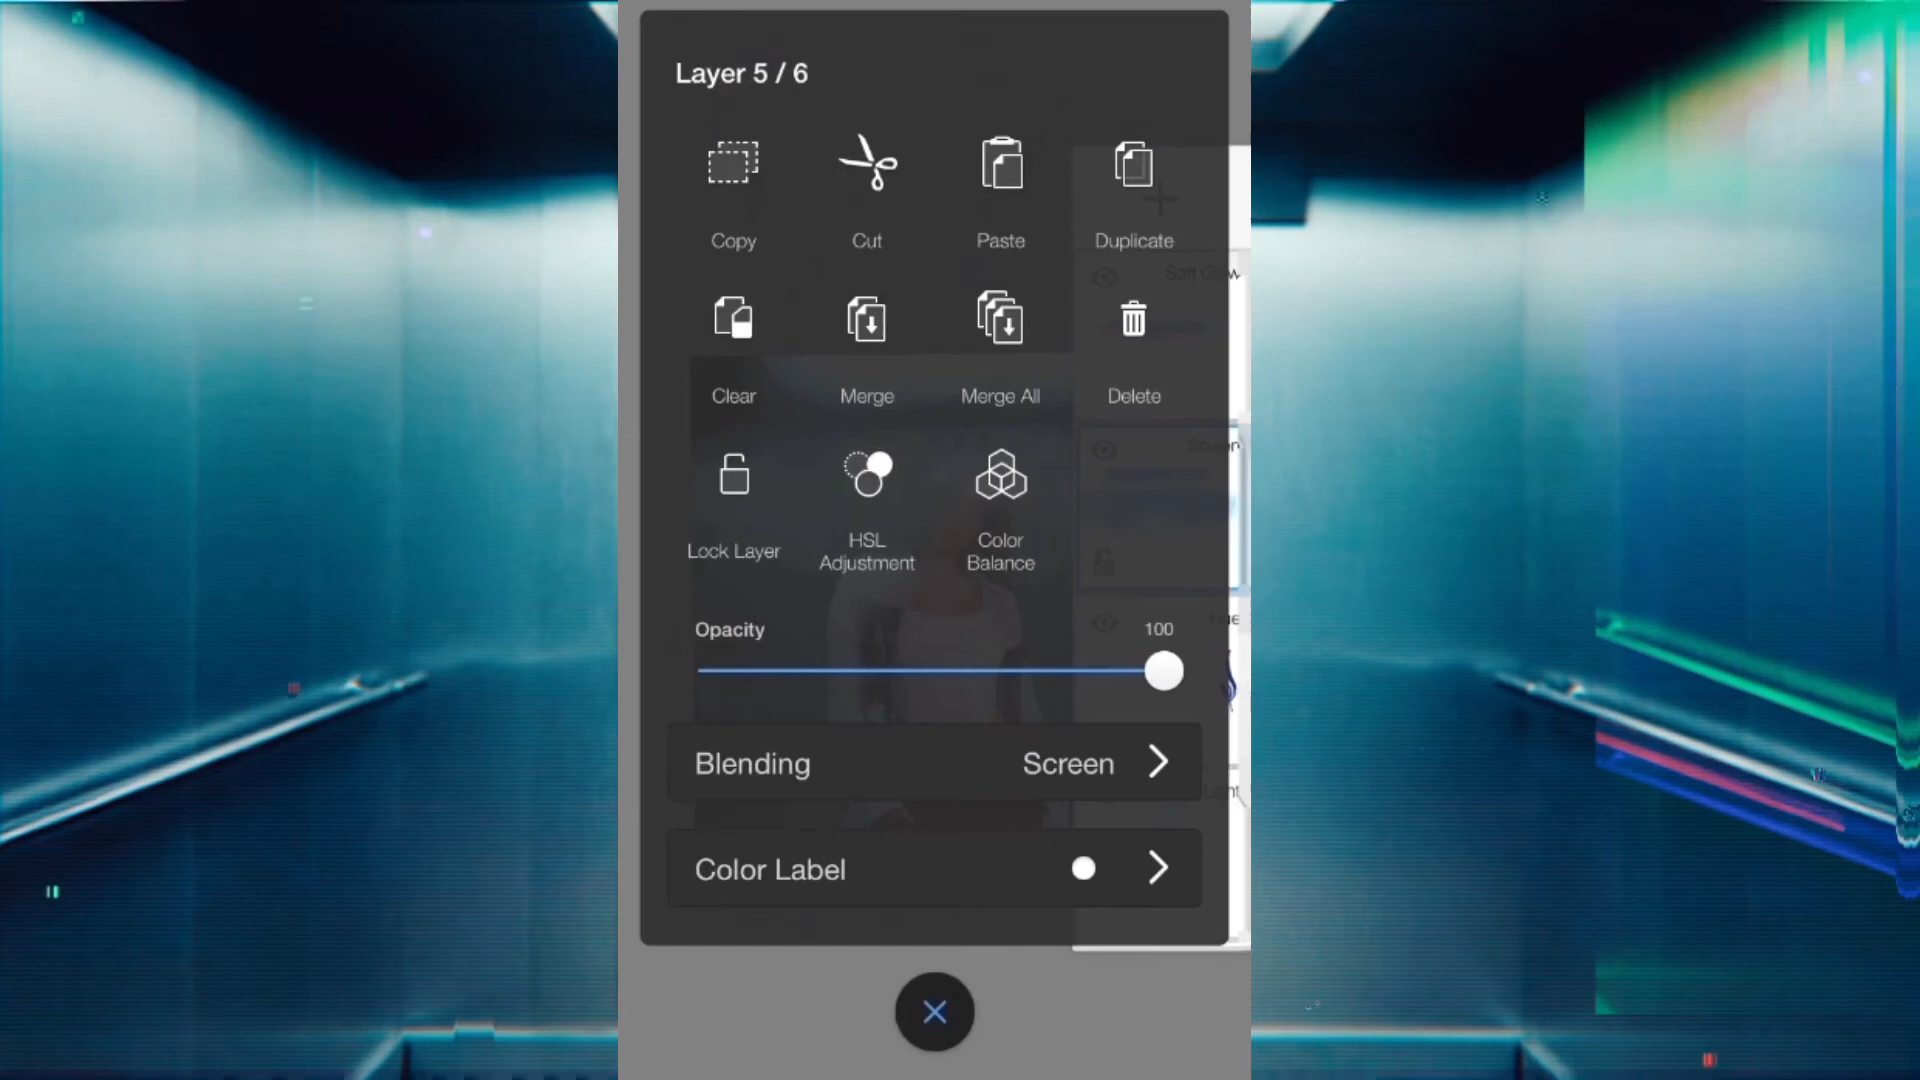 Layer 5 / 6
Copy Cut Paste Duplicate
Clear Merge Merge All Delete
Lock Layer
HSL
Adjustment
Color
Balance
Opacity 100
Blending Screen
Color Label